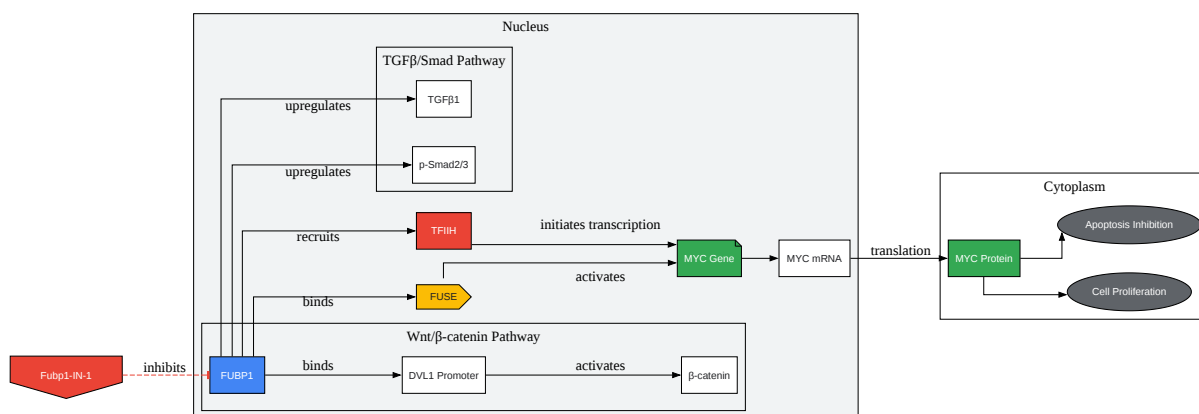 Nucleus
TGFβ/Smad Pathway
TGFβ1
upregulates
p-Smad2/3
upregulates
Cytoplasm
TFIIH
initiates transcription
Apoptosis Inhibition
recruits
MYC Gene
MYC mRNA
translation
MYC Protein
activates
FUSE
binds
Cell Proliferation
Wnt/β-catenin Pathway
Fubp1-IN-1
inhibits
FUBP1
binds
DVL1 Promoter
activates
β-catenin